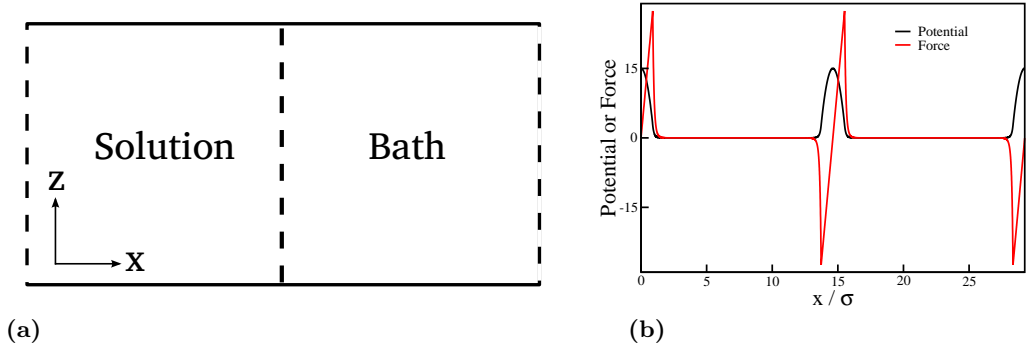 Solution
Bath
z
x
(a)
Potential or Force
15
0
-15
Potential
Force
0
5
10
15
20
25
x / σ
(b)